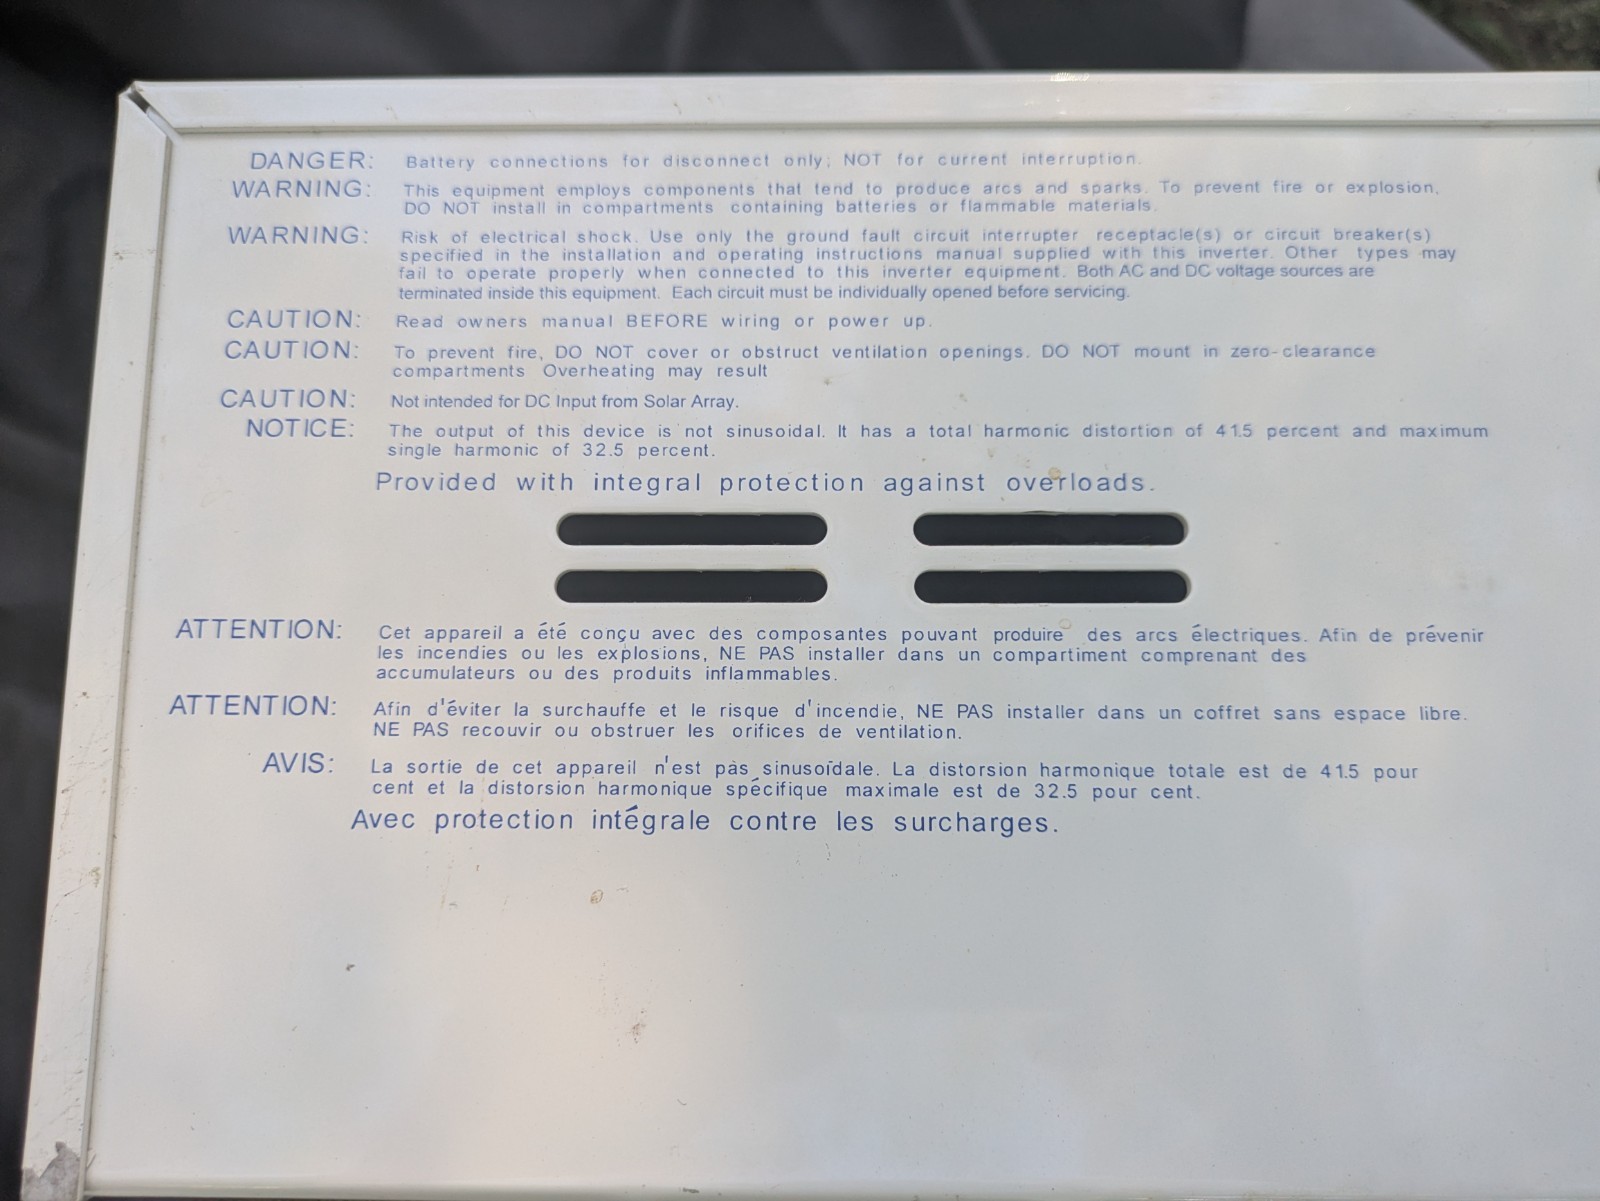 DANGER: Battery connections for disconnect only; NOT for current interruption.
WARNING: This equipment employs components that tend to produce arcs and sparks. To prevent fire or explosion,
DO NOT install in compartments containing batteries or flammable materials.
WARNING: Risk of electrical shock. Use only the ground fault circuit interrupter receptacle(s) or circuit breaker(s)
specified in the installation and operating instructions manual supplied with this inverter. Other types may
fail to operate properly when connected to this inverter equipment. Both AC and DC voltage sources are
terminated inside this equipment. Each circuit must be individually opened before servicing.
CAUTION: Read owners manual BEFORE wiring or power up.
CAUTION: To prevent fire, DO NOT cover or obstruct ventilation openings. DO NOT mount in zero-clearance
compartments Overheating may result
CAUTION: Not intended for DC Input from Solar Array.
NOTICE: The output of this device is not sinusoidal. It has a total harmonic distortion of 41.5 percent and maximum
single harmonic of 32.5 percent.
Provided with integral protection against overloads.
ATTENTION: Cet appareil a été conçu avec des composantes pouvant produire des arcs électriques. Afin de prévenir
les incendies ou les explosions, NE PAS installer dans un compartiment comprenant des
accumulateurs ou des produits inflammables.
ATTENTION: Afin d'éviter la surchauffe et le risque d'incendie, NE PAS installer dans un coffret sans espace libre.
NE PAS recouvir ou obstruer les orifices de ventilation.
AVIS: La sortie de cet appareil n'est pas sinusoïdale. La distorsion harmonique totale est de 41.5 pour
cent et la distorsion harmonique spécifique maximale est de 32.5 pour cent.
Avec protection intégrale contre les surcharges.